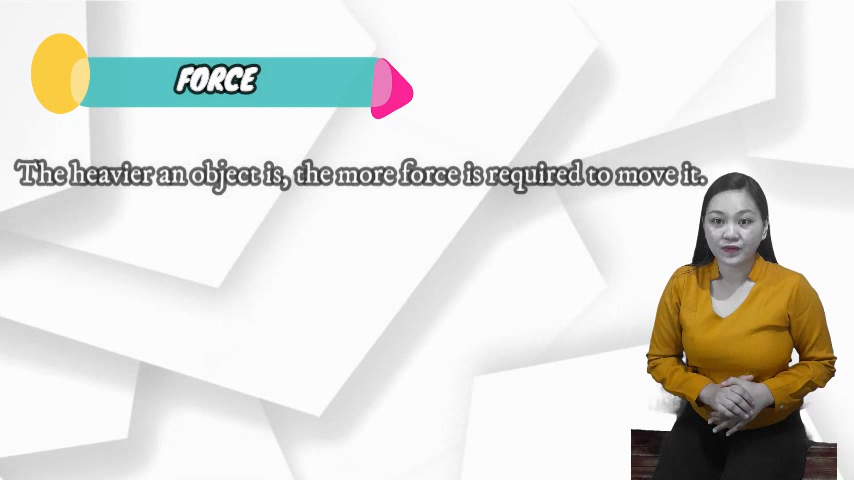 FORCE
The heavier an object is, the more force is required to move it.